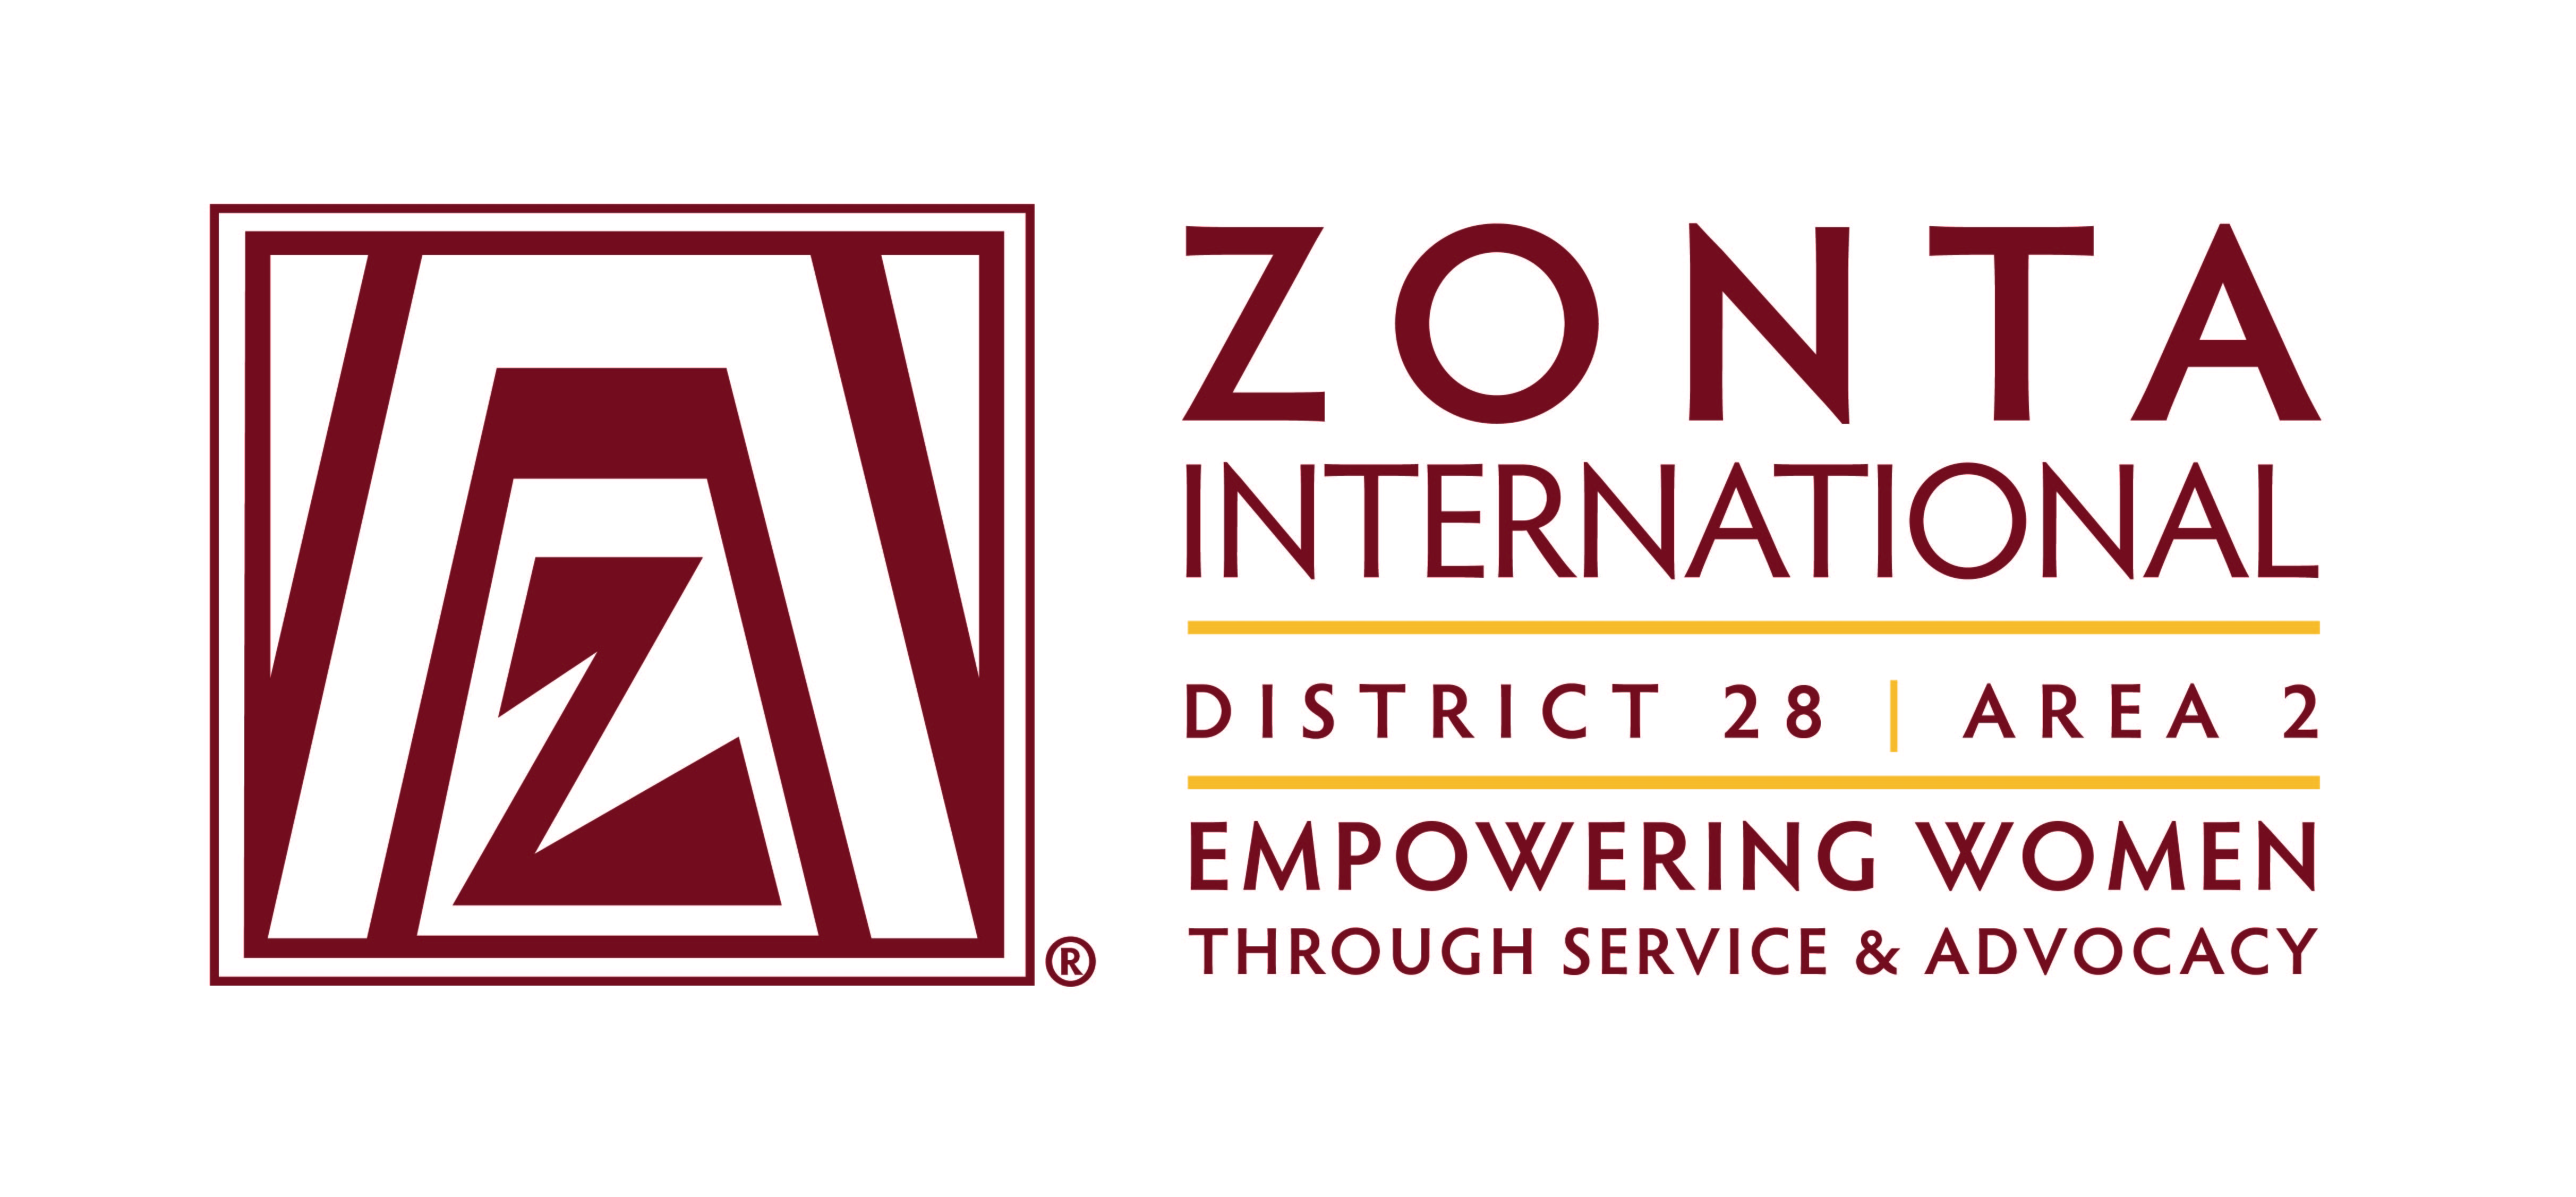 ZONTA
INTERNATIONAL
DISTRICT 28 | AREA 2
EMPOWERING WOMEN
THROUGH SERVICE & ADVOCACY
®